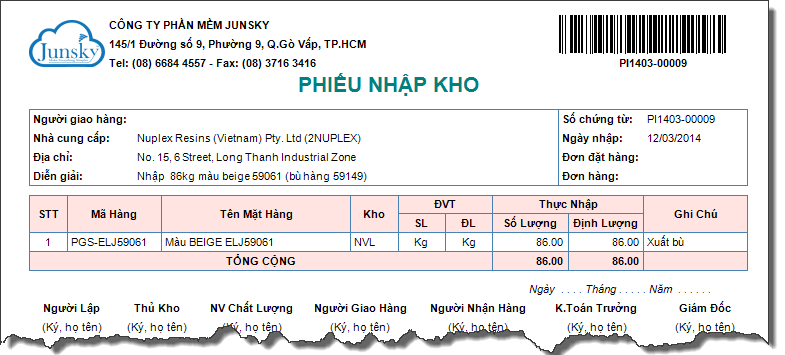 Junsky
CÔNG TY PHẦN MỀM JUNSKY
145/1 Đường số 9, Phường 9, Q.Gò Vấp, TP.HCM
Tel: (08) 6684 4557 - Fax: (08) 3716 3416
PI1403-00009
PHIẾU NHẬP KHO
Người giao hàng:
Nhà cung cấp: Nuplex Resins (Vietnam) Pty. Ltd (2NUPLEX)
Địa chỉ: No. 15, 6 Street, Long Thanh Industrial Zone
Diễn giải: Nhập 86kg màu beige 59061 (bù hàng 59149)
Số chứng từ: PI1403-00009
Ngày nhập: 12/03/2014
Đơn đặt hàng:
Đơn hàng:
STT Mã Hàng Tên Mặt Hàng Kho ĐVT Thực Nhập Ghi Chú
SL ĐL Số Lượng Định Lượng
1 PGS-ELJ59061 Màu BEIGE ELJ59061 NVL Kg Kg 86.00 86.00 Xuất bù
TỔNG CỘNG 86.00 86.00
Ngày . . . . Tháng . . . . . Năm . . . . . .
Người Lập Thủ Kho NV Chất Lượng Người Giao Hàng Người Nhận Hàng K.Toán Trưởng Giám Đốc
(Ký, họ tên) (Ký, họ tên) (Ký, họ tên) (Ký, họ tên) (Ký, họ tên) (Ký, họ tên) (Ký, họ tên)